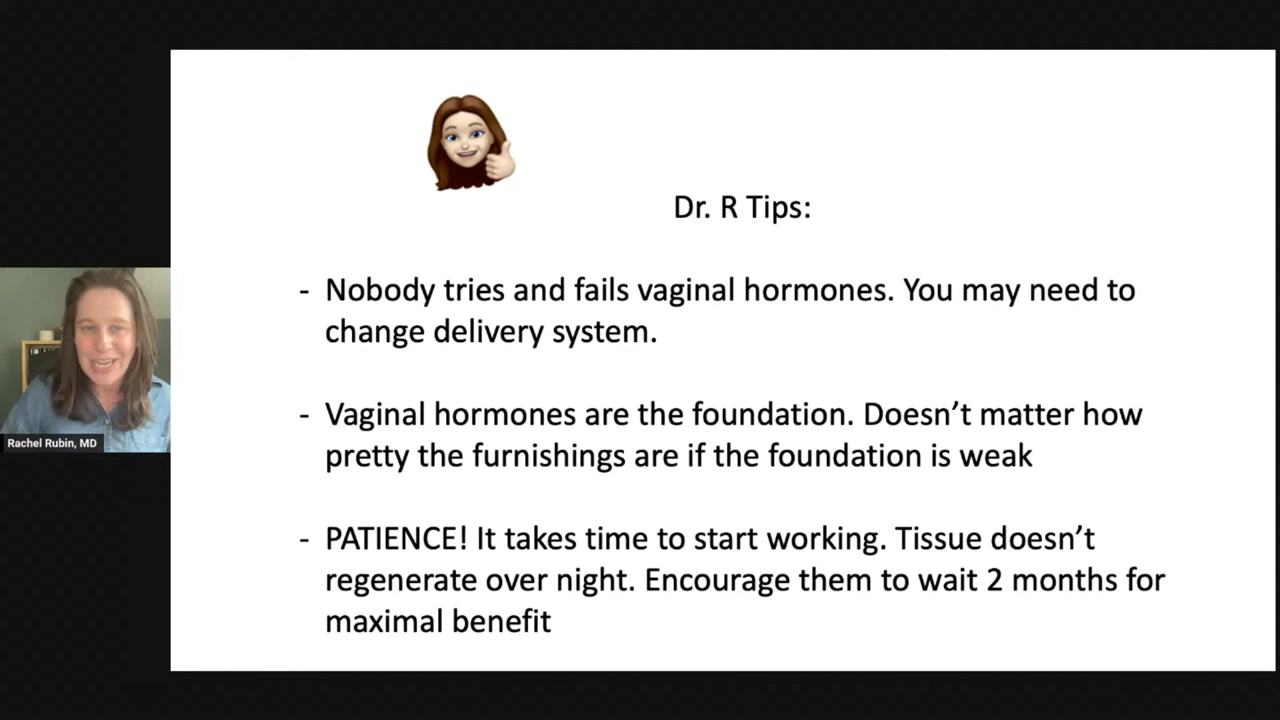 Dr. R Tips:
- Nobody tries and fails vaginal hormones. You may need to
change delivery system.
- Vaginal hormones are the foundation. Doesn’t matter how
pretty the furnishings are if the foundation is weak
- PATIENCE! It takes time to start working. Tissue doesn’t
regenerate over night. Encourage them to wait 2 months for
maximal benefit
Rachel Rubin, MD